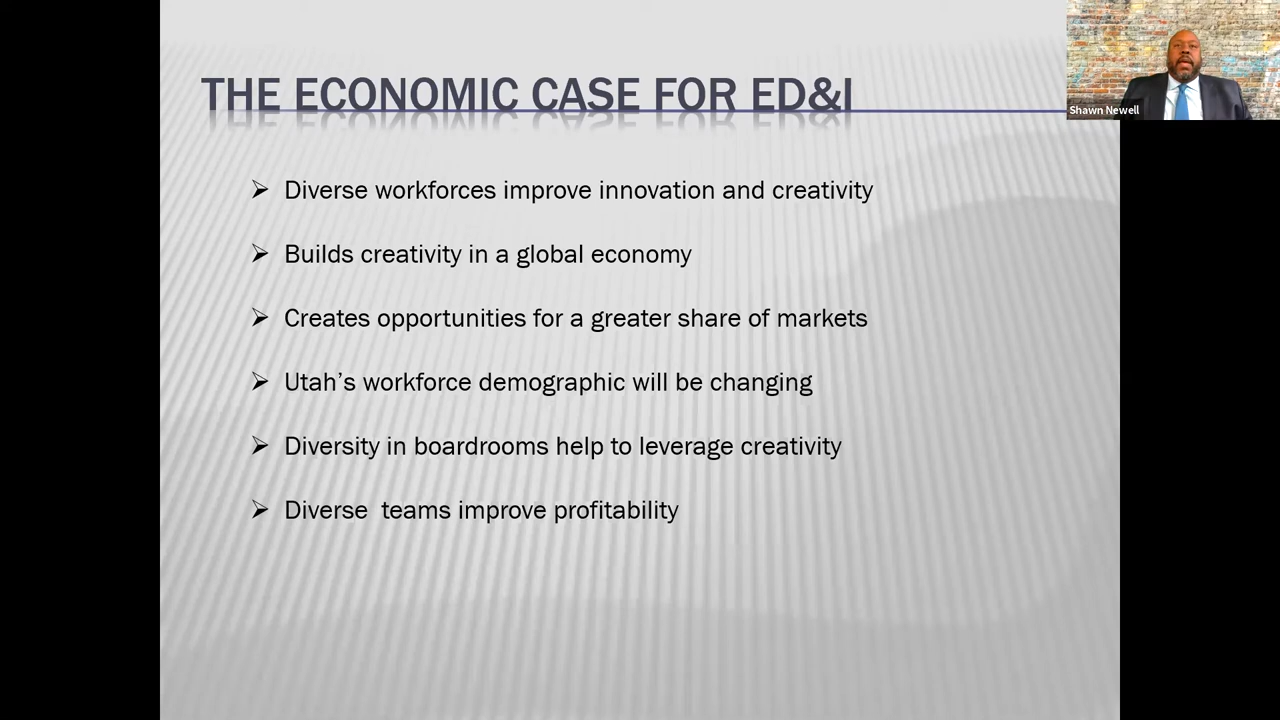 THE ECONOMIC CASE FOR ED&I
Shawn Newell
➢ Diverse workforces improve innovation and creativity
➢ Builds creativity in a global economy
➢ Creates opportunities for a greater share of markets
➢ Utah’s workforce demographic will be changing
➢ Diversity in boardrooms help to leverage creativity
➢ Diverse  teams improve profitability